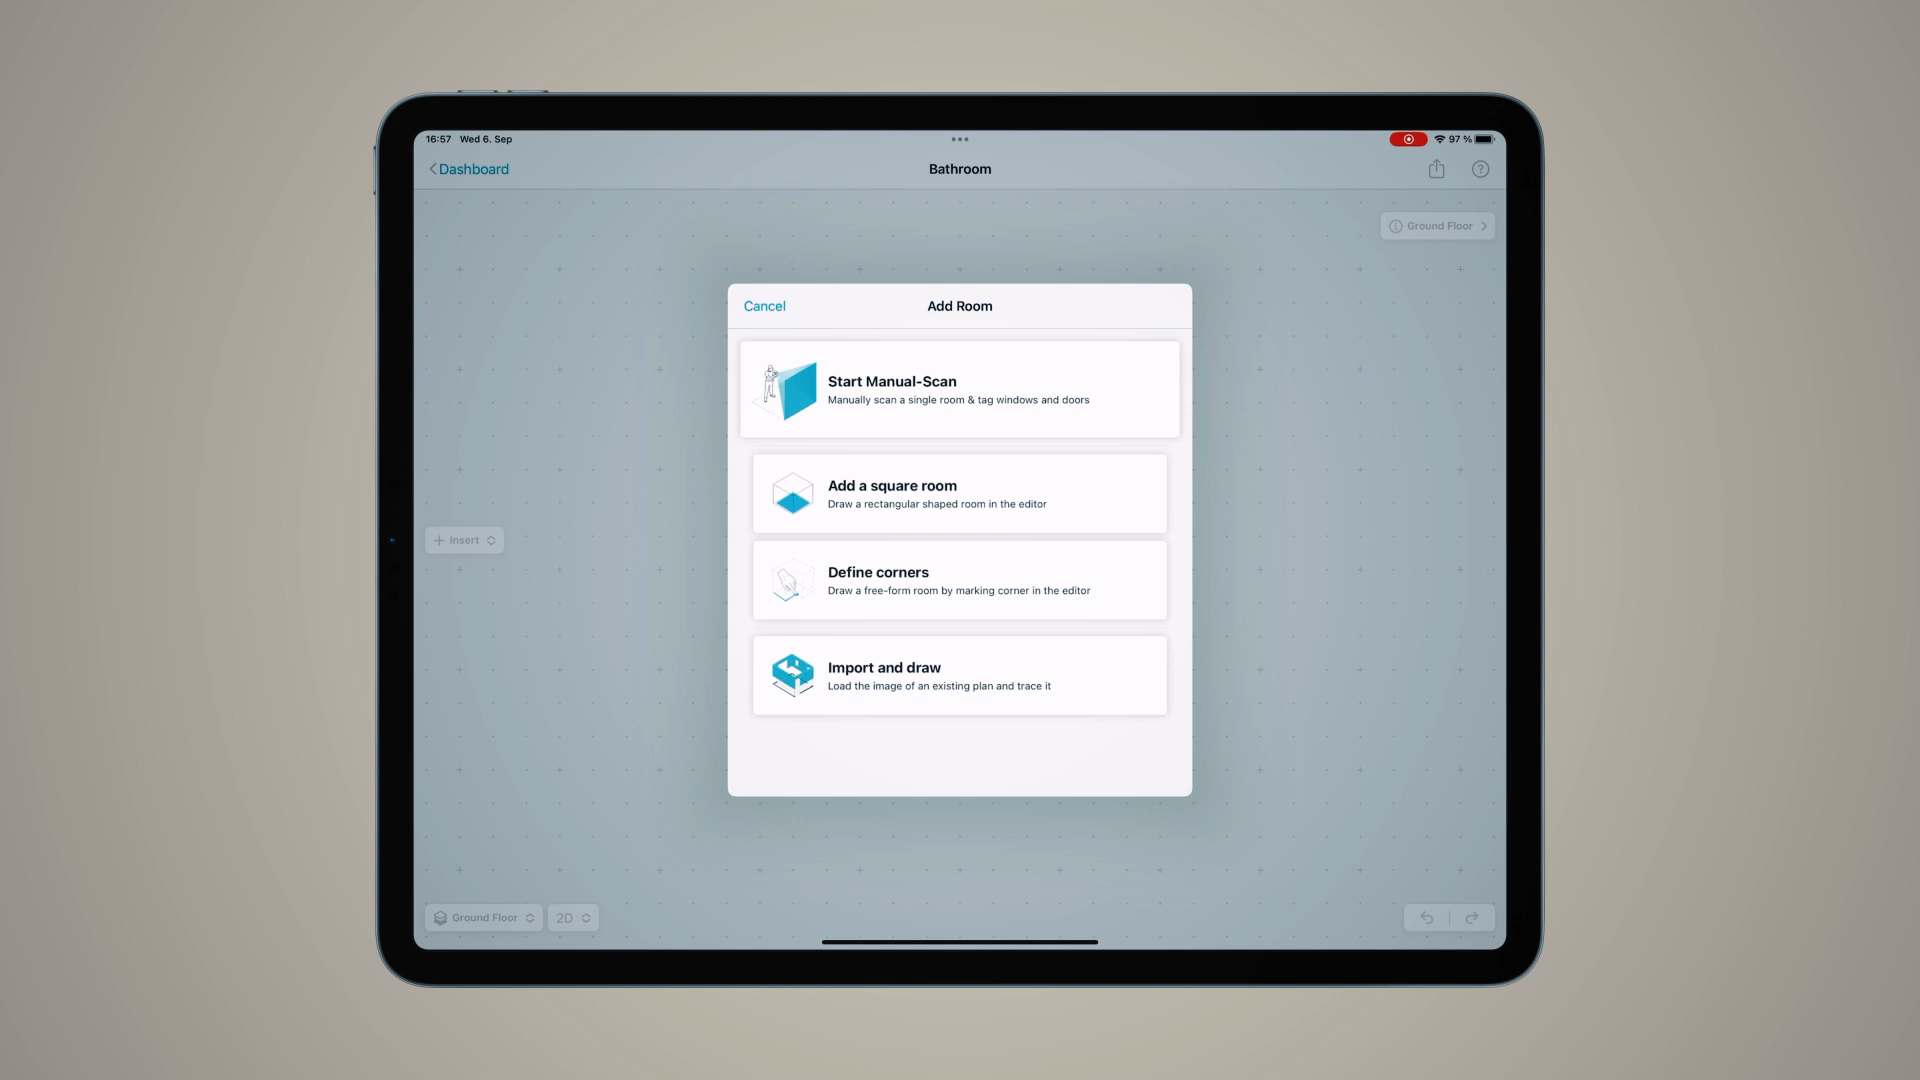 16:57 Wed 6. Sep
97 %
Dashboard
Bathroom
Ground Floor
Cancel
Add Room
Start Manual-Scan
Manually scan a single room & tag windows and doors
Add a square room
Draw a rectangular shaped room in the editor
Insert
Define corners
Draw a free-form room by marking corner in the editor
Import and draw
Load the image of an existing plan and trace it
Ground Floor
2D